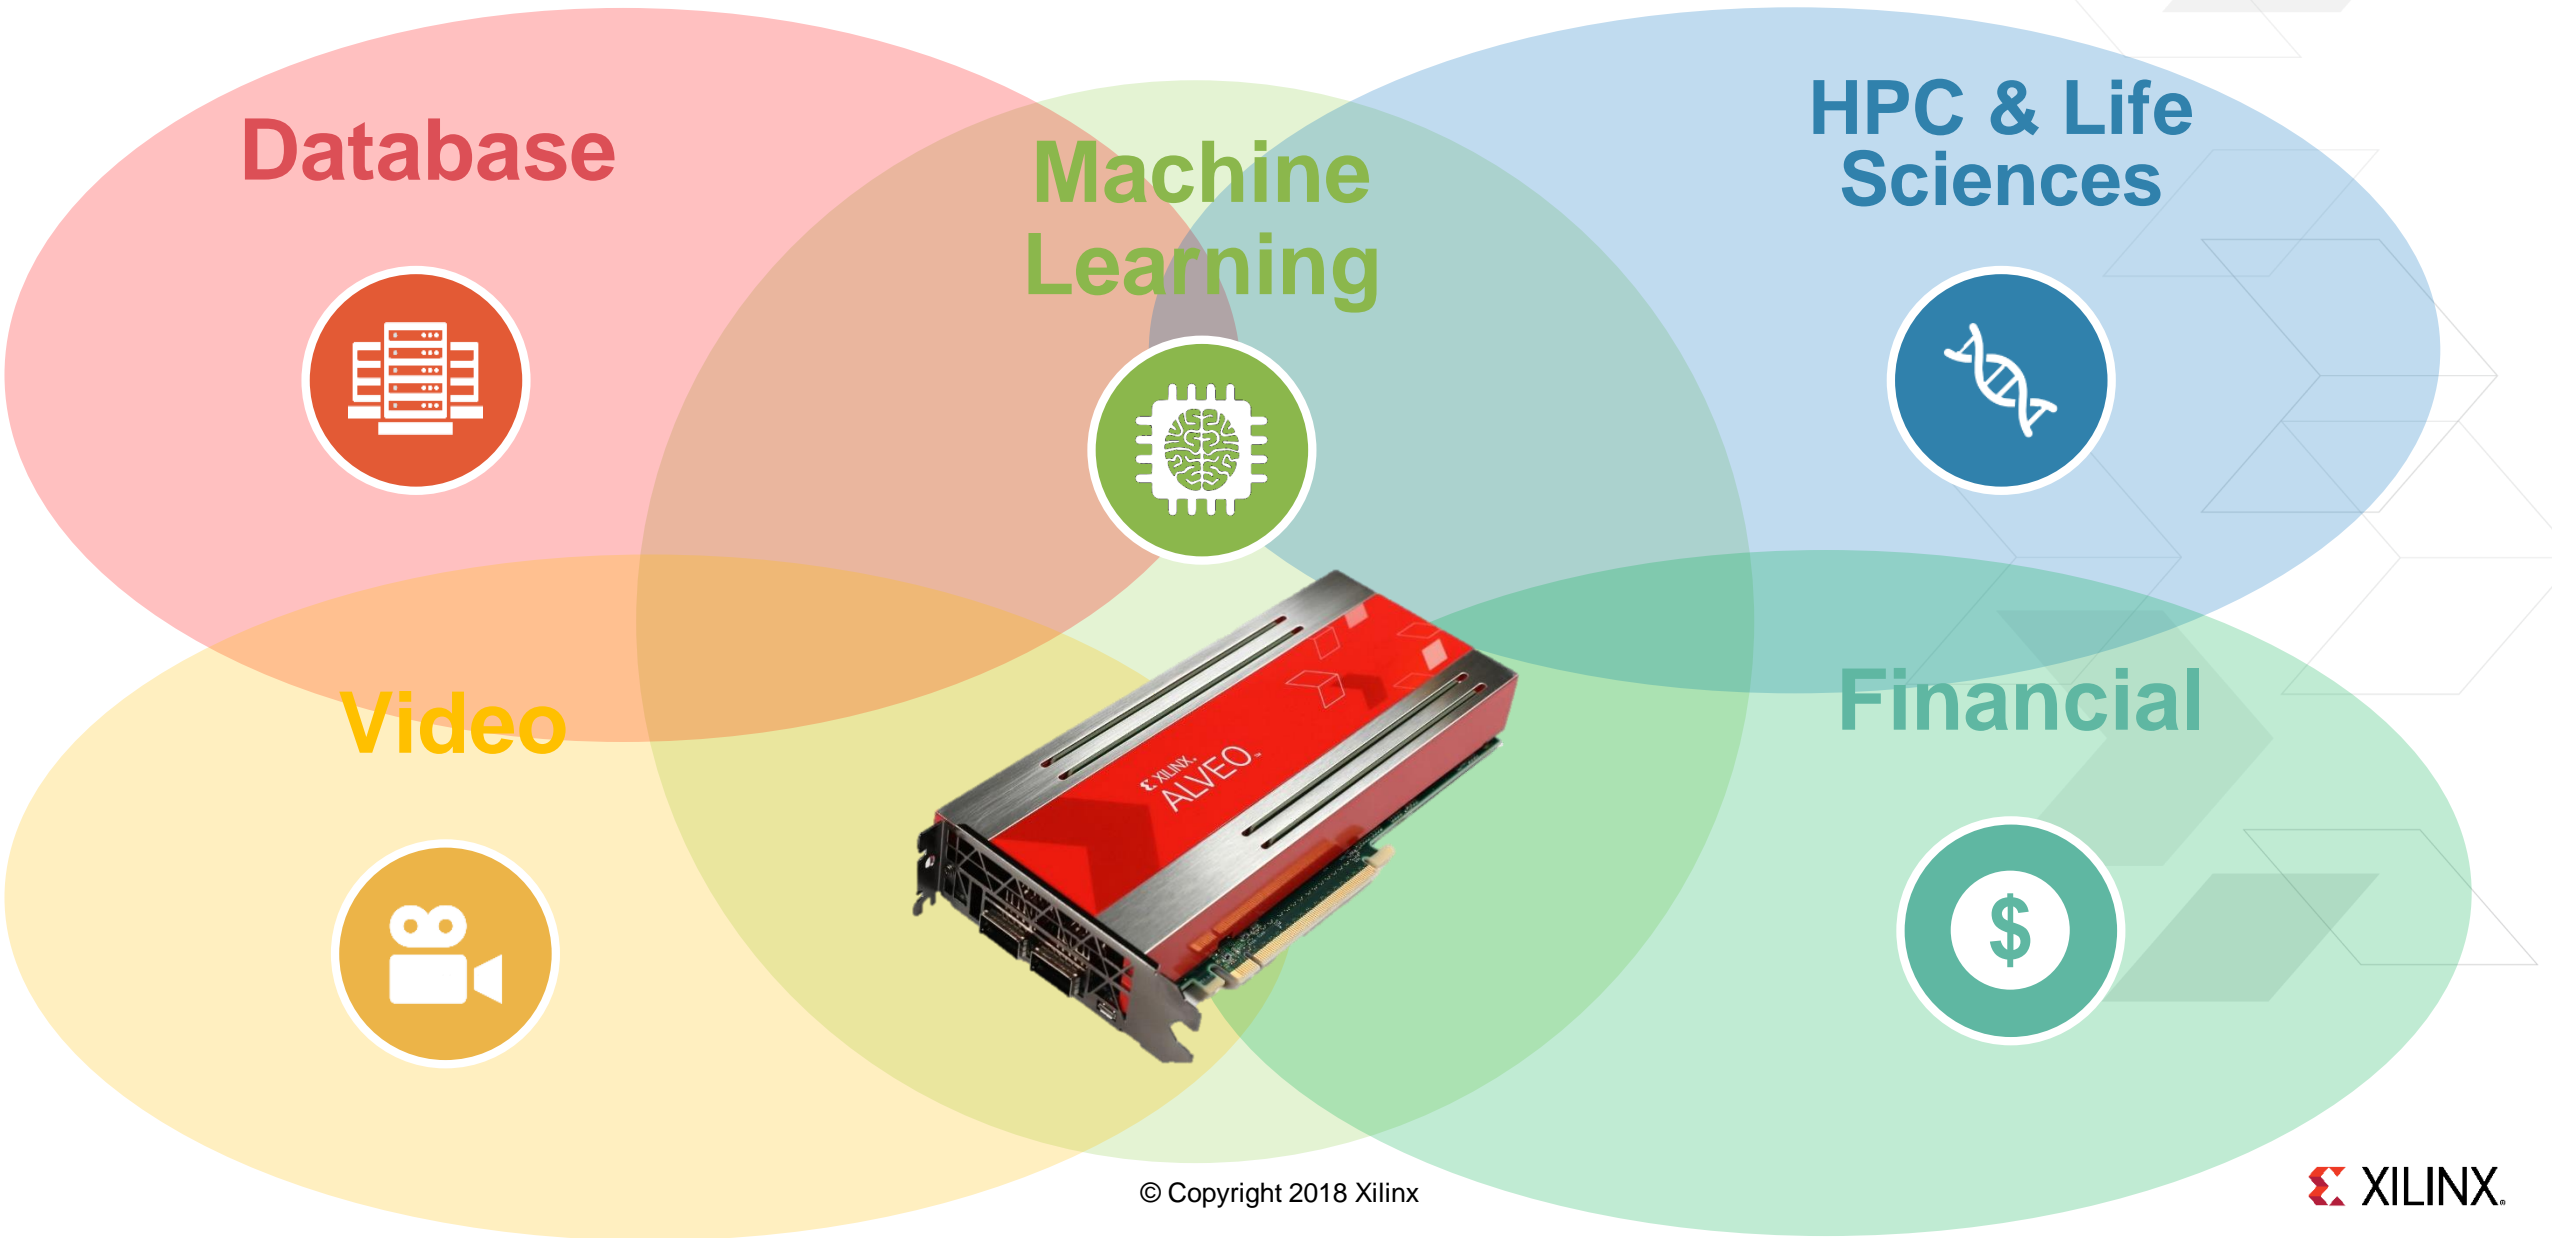 Database
Machine
Learning
HPC & Life
Sciences
Video
Financial
$
XILINX
ALVEO
© Copyright 2018 Xilinx
XILINX